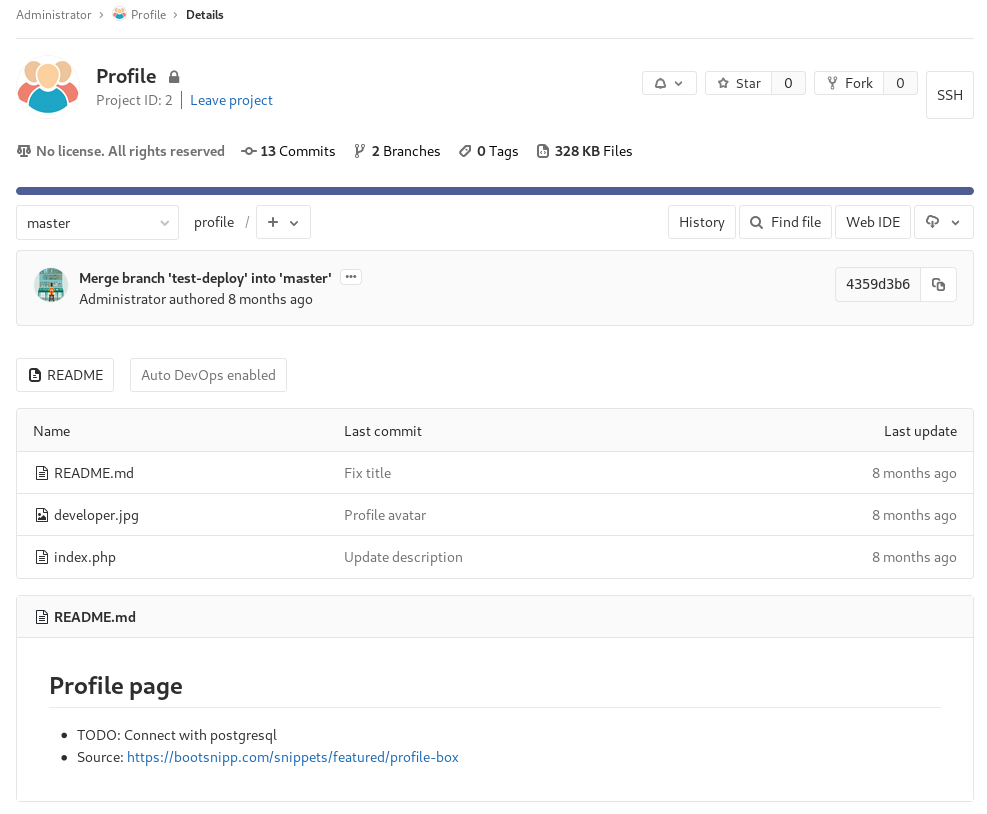 Administrator › Profile › Details
Profile
Project ID: 2 | Leave project
Star 0 Fork 0 SSH
No license. All rights reserved 13 Commits 2 Branches 0 Tags 328 KB Files
master profile / + History Find file Web IDE
Merge branch 'test-deploy' into 'master' ...
Administrator authored 8 months ago
4359d3b6
README Auto DevOps enabled
Name Last commit Last update
README.md Fix title 8 months ago
developer.jpg Profile avatar 8 months ago
index.php Update description 8 months ago
README.md
Profile page
• TODO: Connect with postgresql
• Source: https://bootsnipp.com/snippets/featured/profile-box